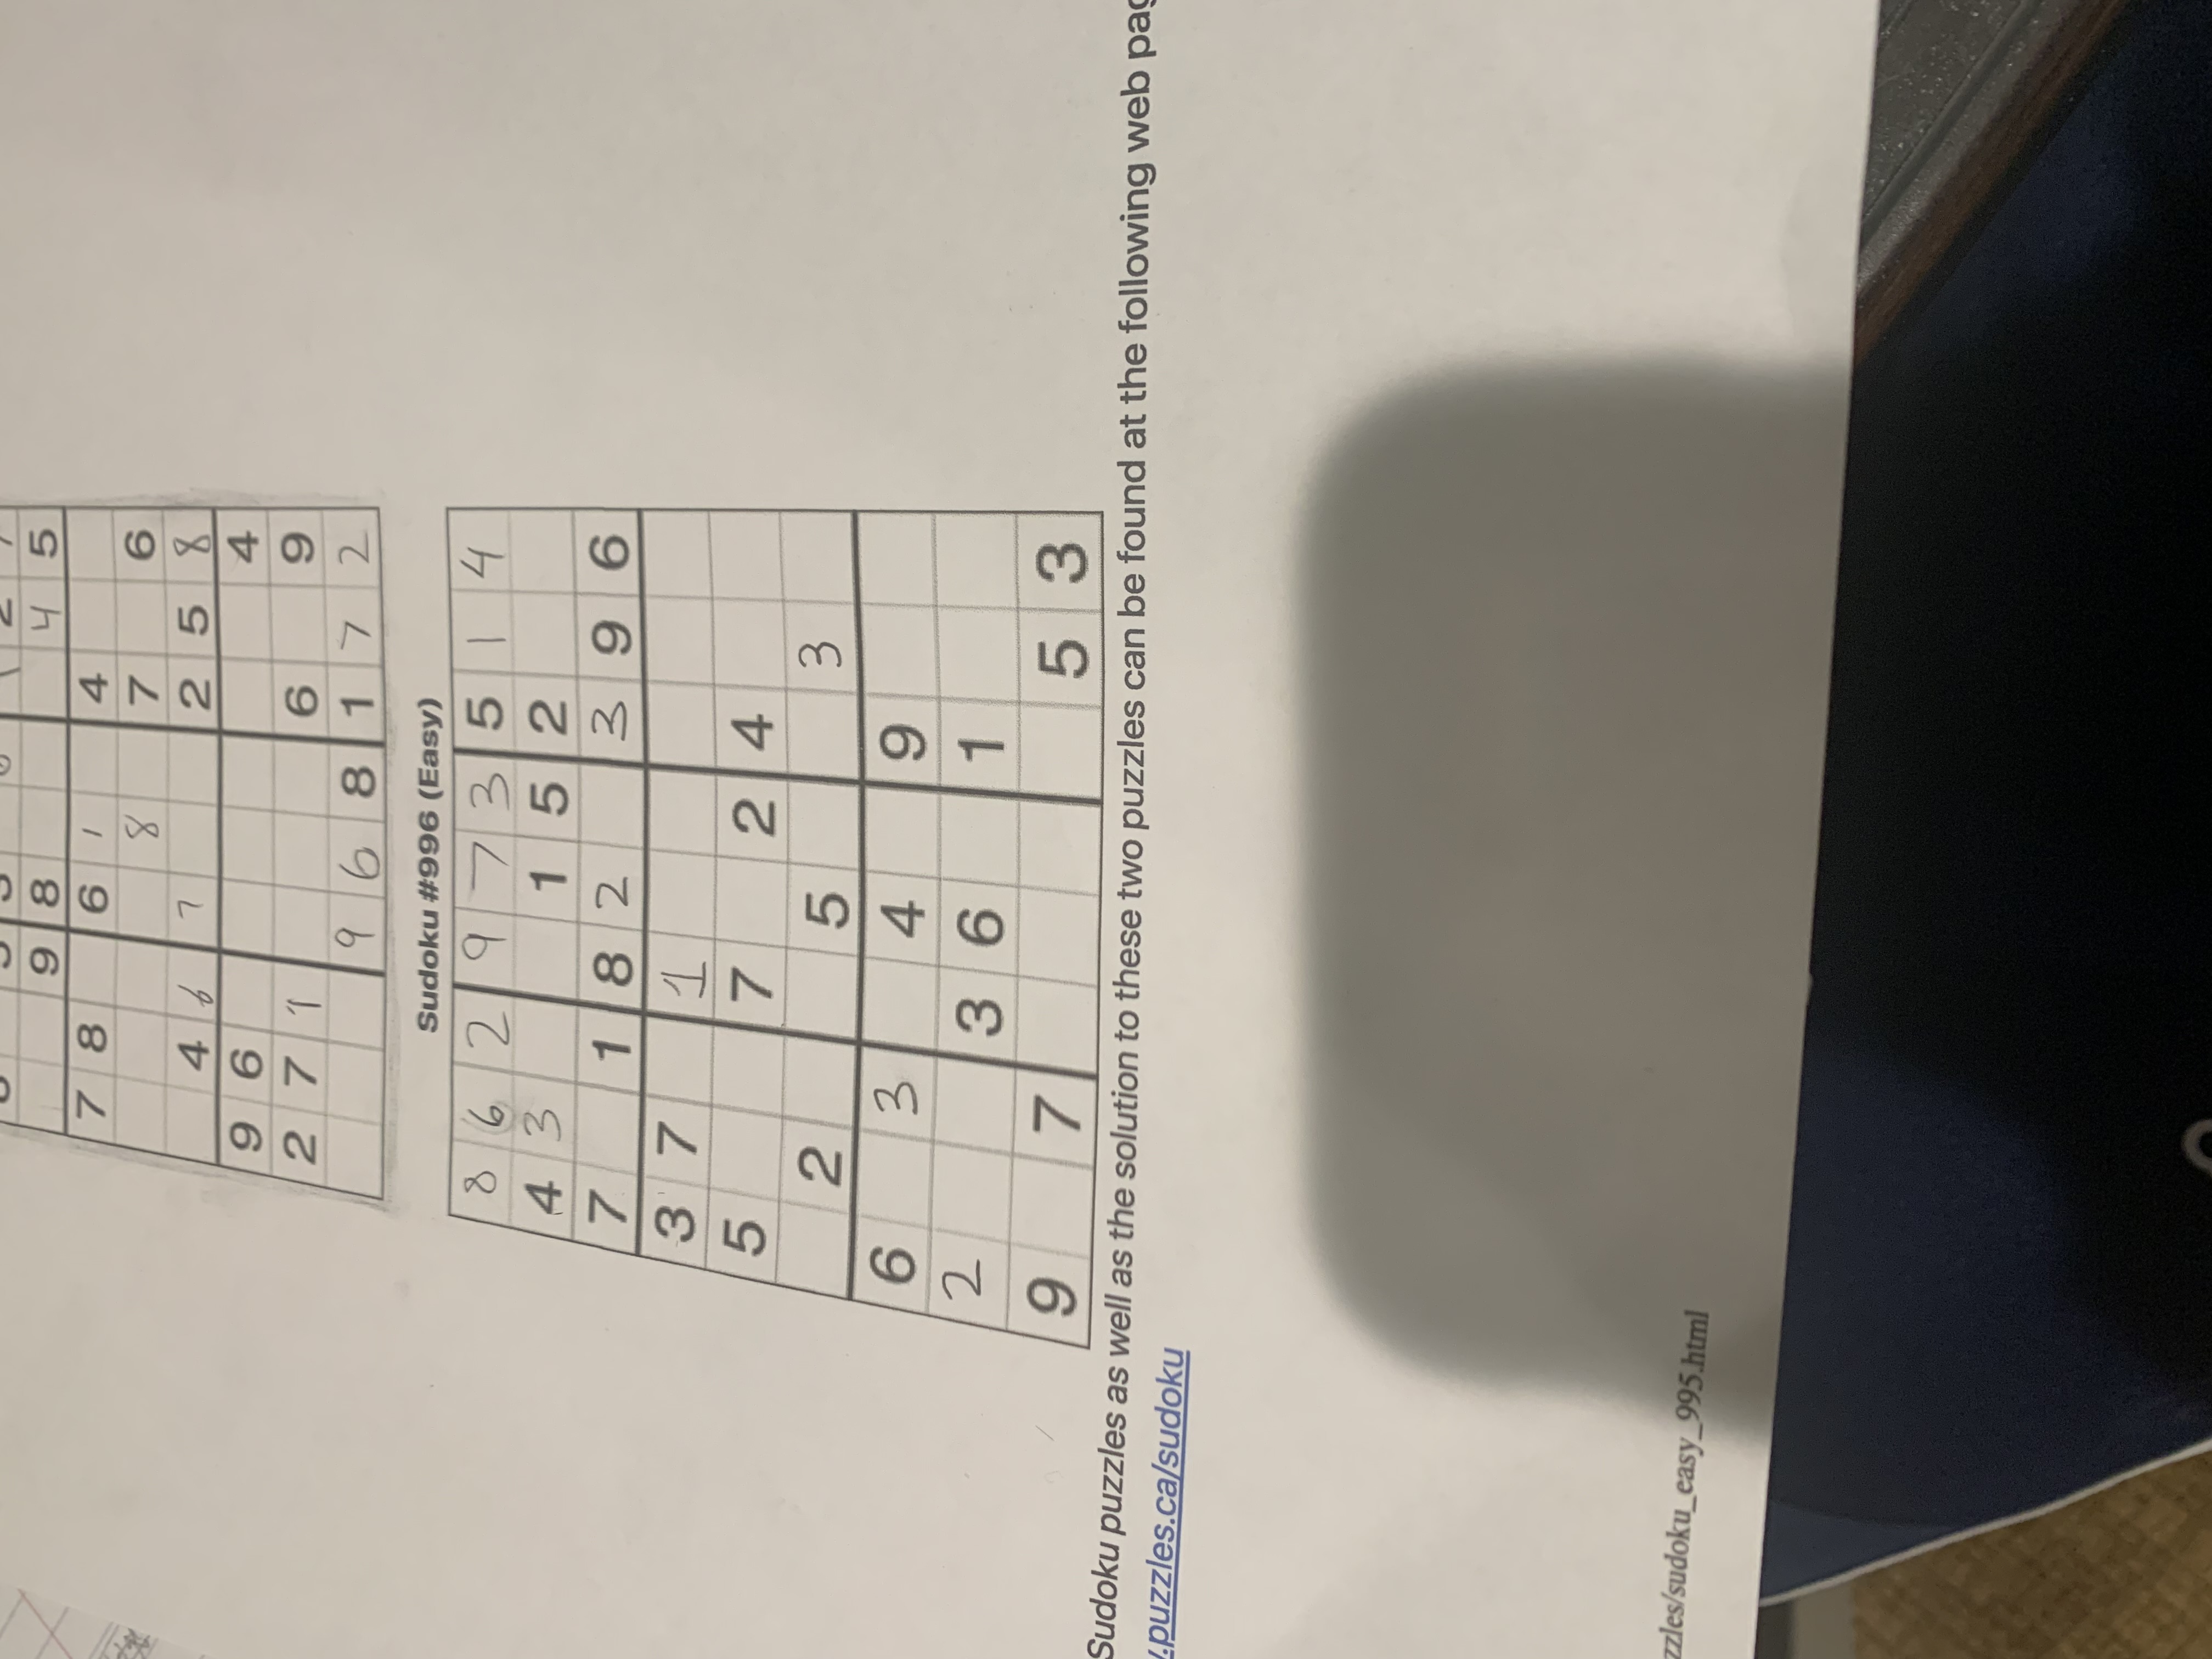 9 8 4 5
7 8 6 1 4
8 7 6
4 6 7 2 5 8
9 6 4
2 7 1 6 9
9 6 8 1 7 2
Sudoku #996 (Easy)
8 6 2 9 7 3 5 1 4
4 3 1 5 2
7 1 8 2 3 9 6
3 7 1
5 7 2 4
2 5 3
6 3 4 9
2 3 6 1
9 7 5 3
Sudoku puzzles as well as the solution to these two puzzles can be found at the following web pag
.puzzles.ca/sudoku
zzles/sudoku_easy_995.html